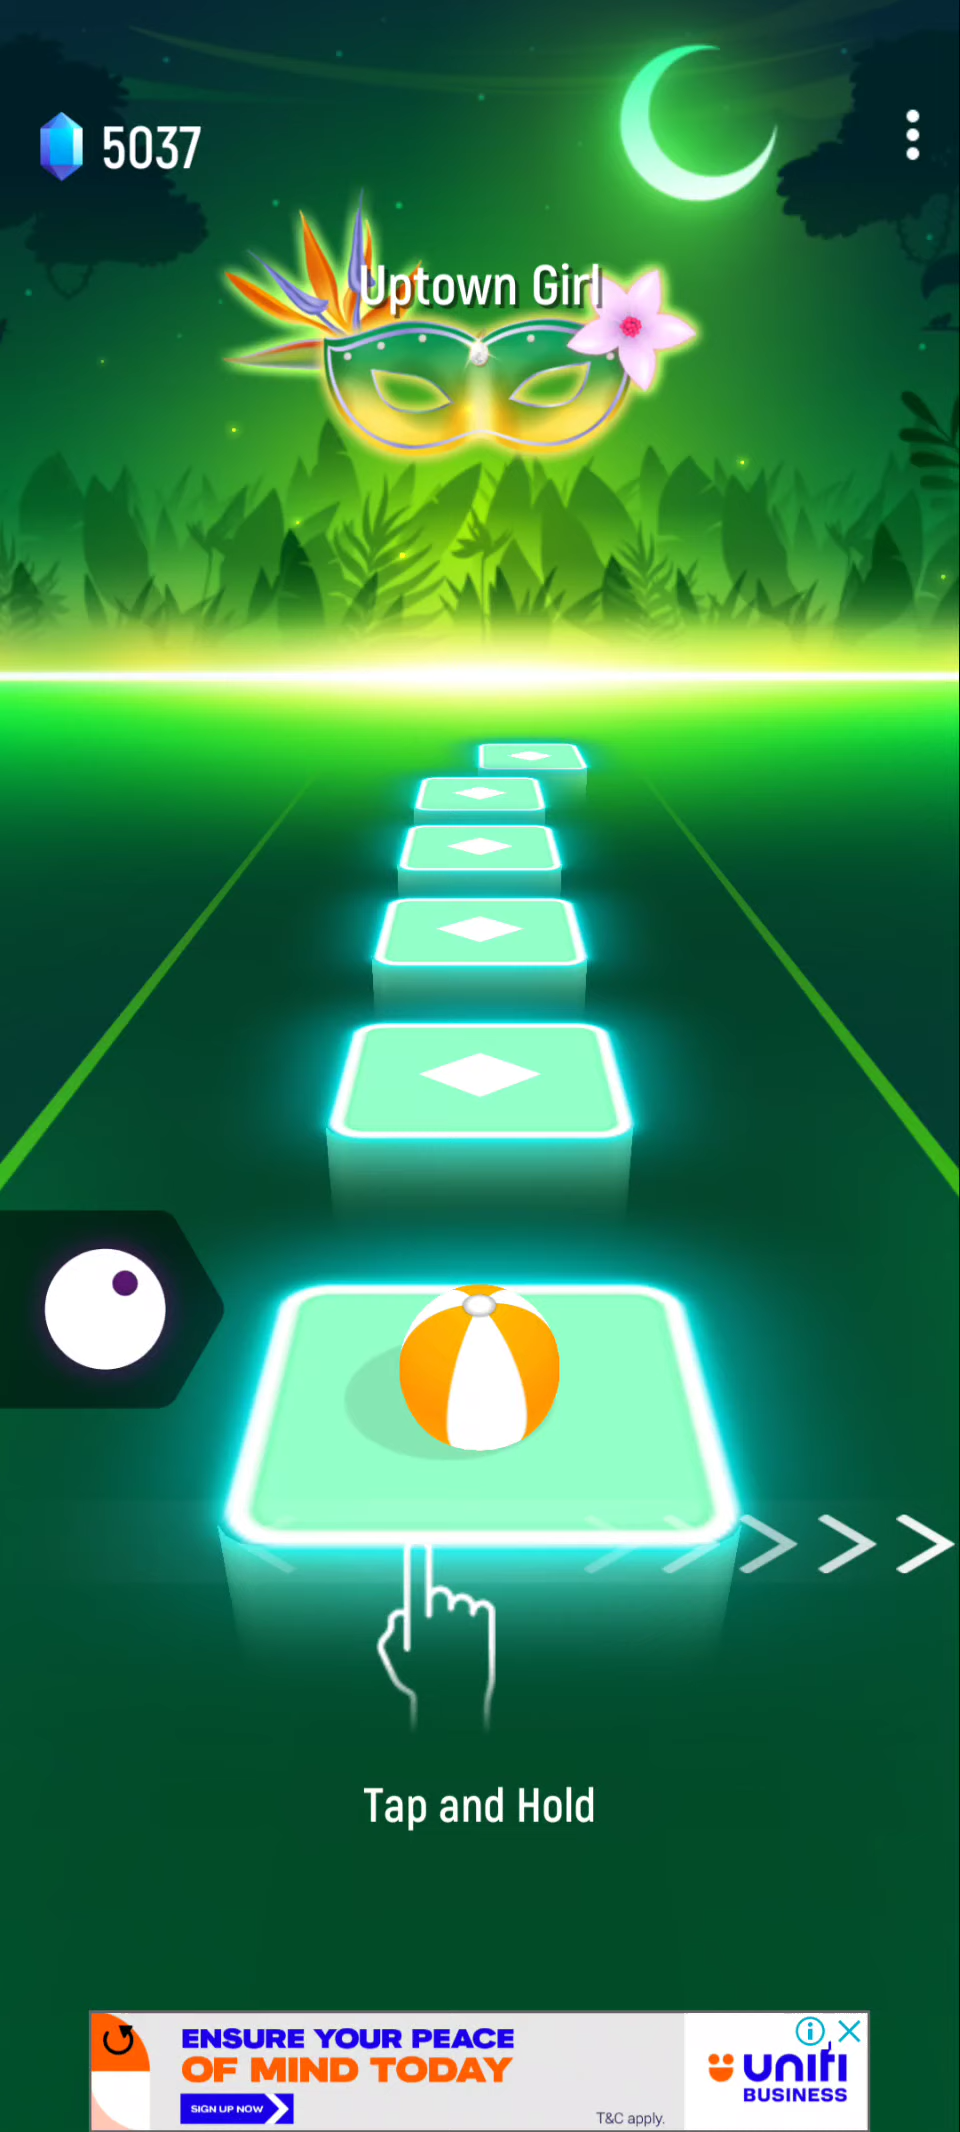 5037
Uptown Girl
Tap and Hold
ENSURE YOUR PEACE
OF MIND TODAY
SIGN UP NOW
T&C apply.
unifi
BUSINESS